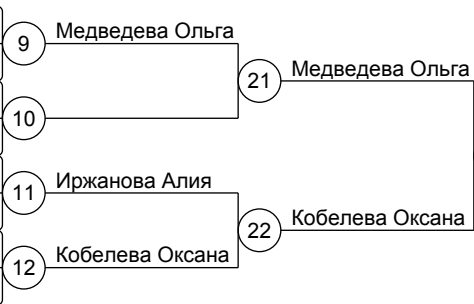 9 Медведева Ольга
21 Медведева Ольга
10
11 Иржанова Алия
22 Кобелева Оксана
12 Кобелева Оксана